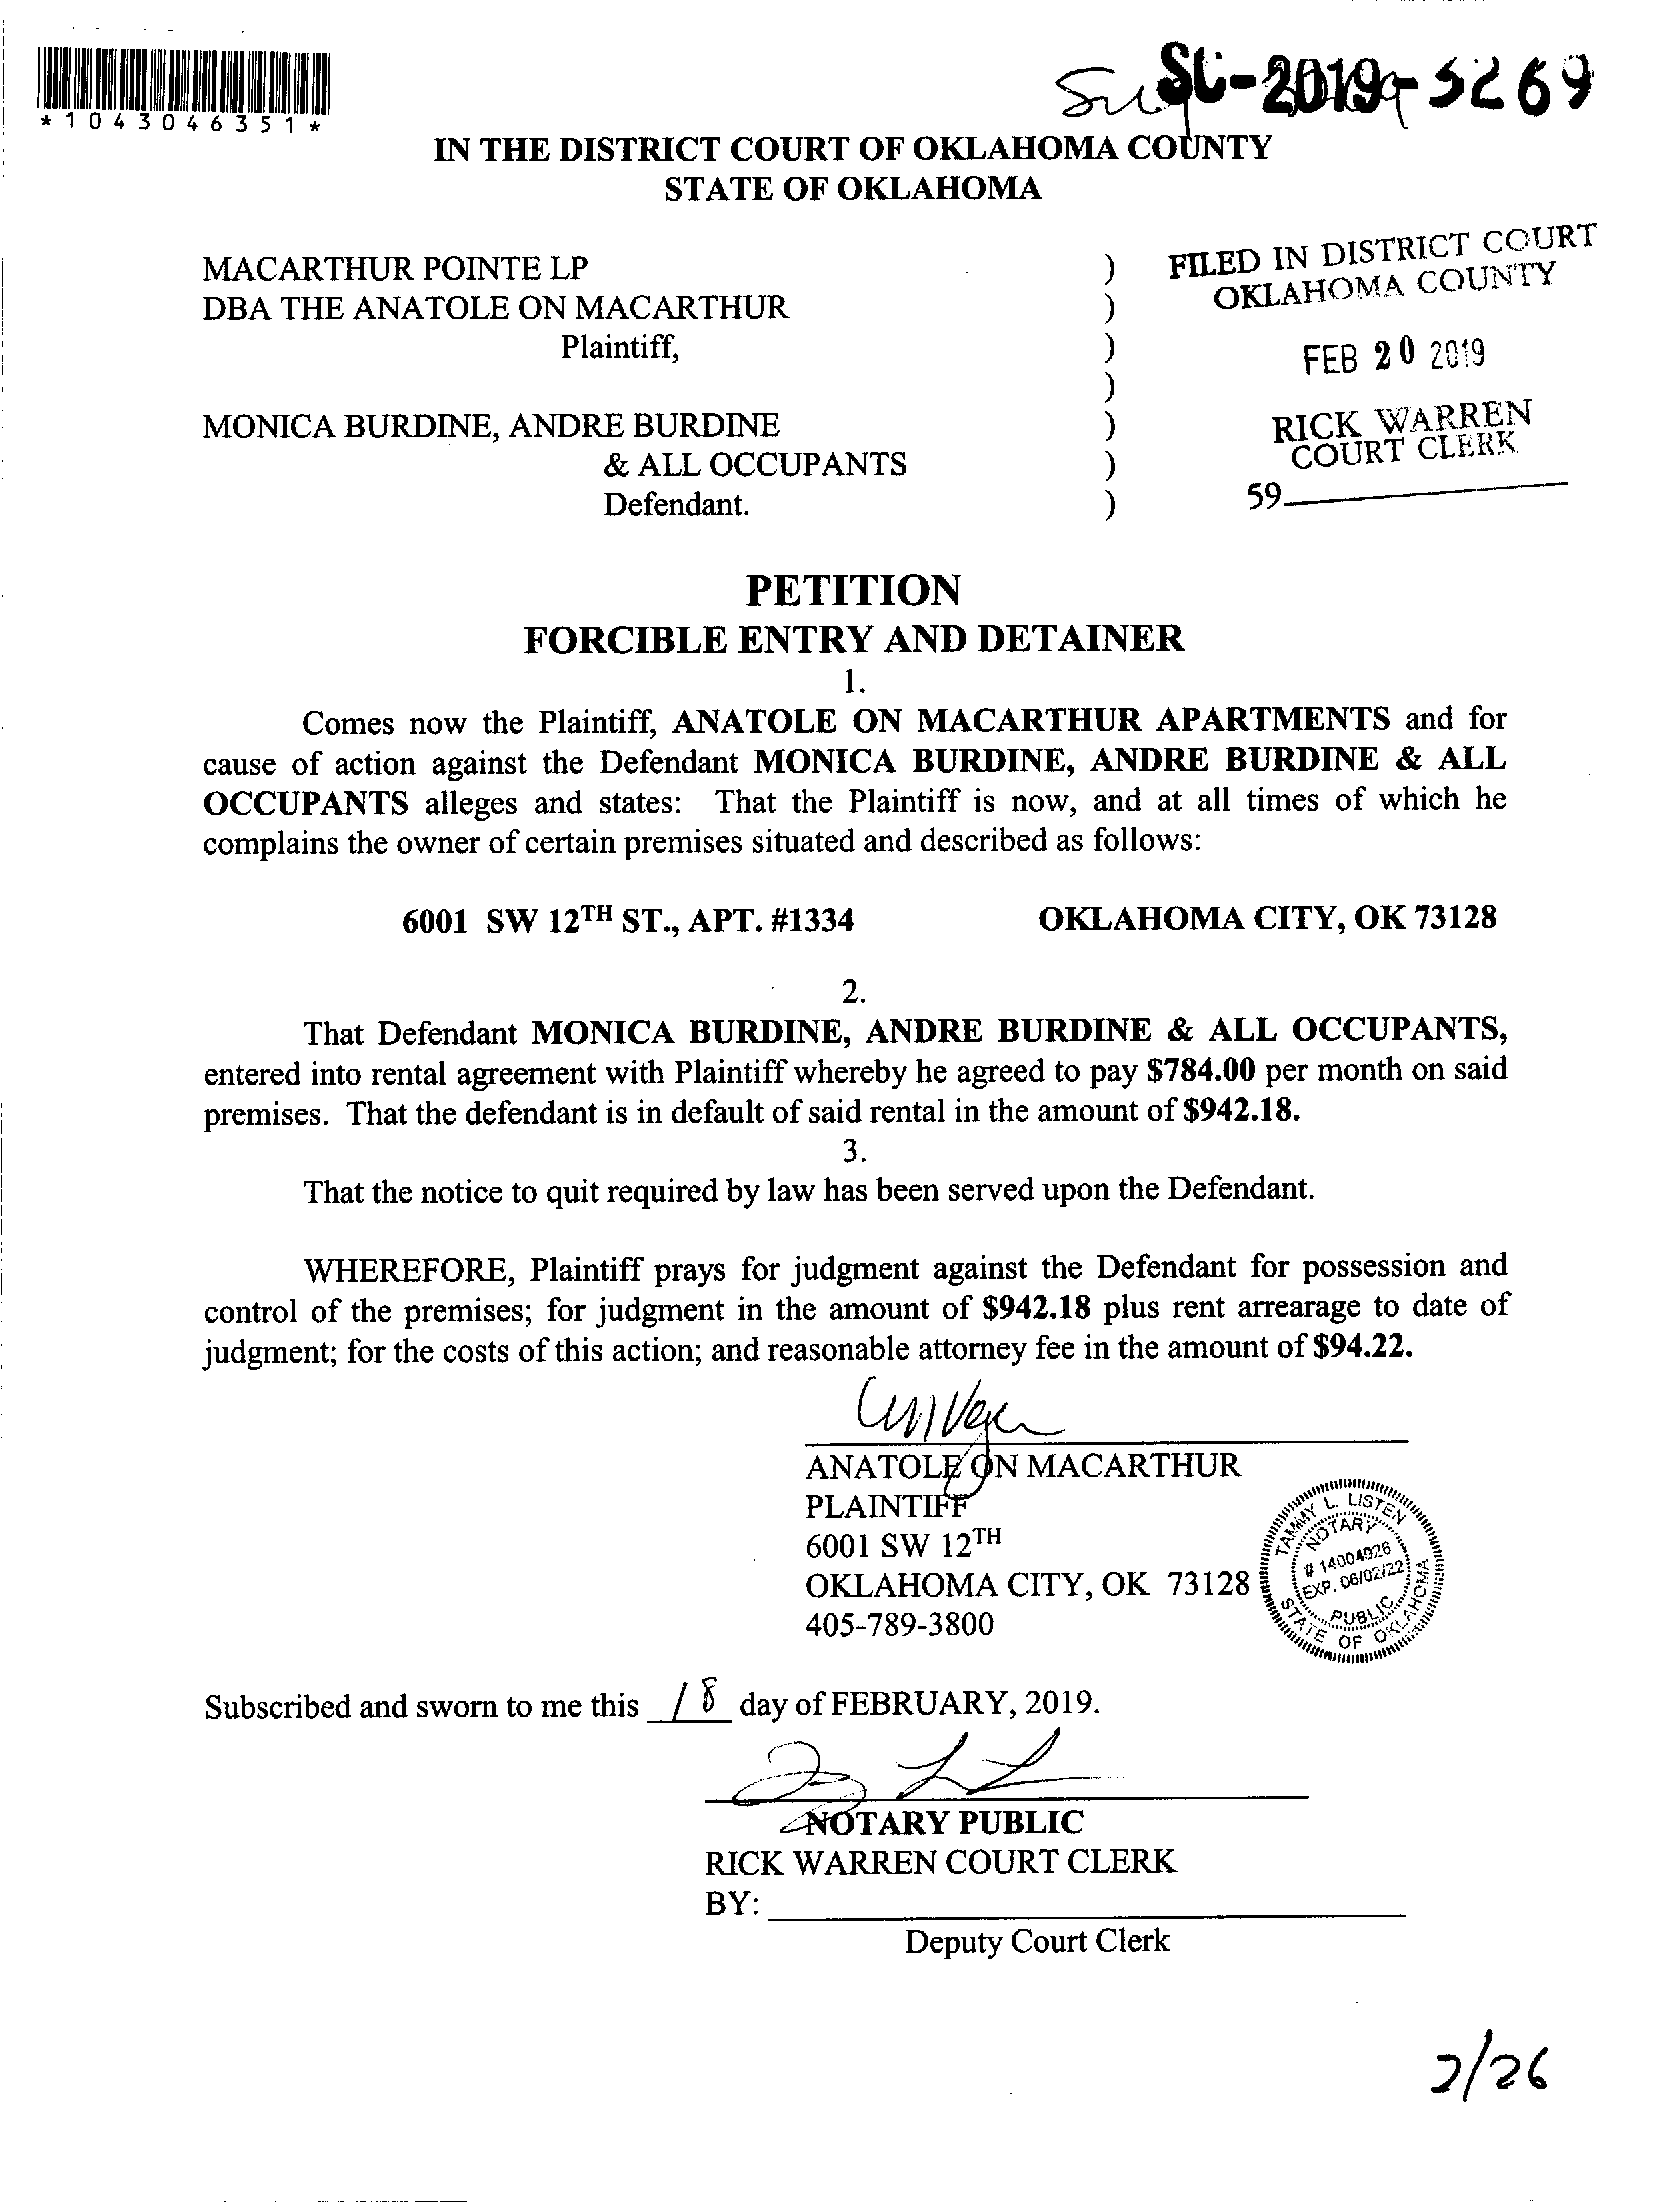 *1043046351*
SC-2019-5269
IN THE DISTRICT COURT OF OKLAHOMA COUNTY
STATE OF OKLAHOMA
MACARTHUR POINTE LP )
DBA THE ANATOLE ON MACARTHUR )
Plaintiff, )
)
MONICA BURDINE, ANDRE BURDINE )
& ALL OCCUPANTS )
Defendant. )
FILED IN DISTRICT COURT
OKLAHOMA COUNTY
FEB 20 2019
RICK WARREN
COURT CLERK
59
PETITION
FORCIBLE ENTRY AND DETAINER
1.
Comes now the Plaintiff, ANATOLE ON MACARTHUR APARTMENTS and for
cause of action against the Defendant MONICA BURDINE, ANDRE BURDINE & ALL
OCCUPANTS alleges and states: That the Plaintiff is now, and at all times of which he
complains the owner of certain premises situated and described as follows:
6001 SW 12TH ST., APT. #1334 OKLAHOMA CITY, OK 73128
2.
That Defendant MONICA BURDINE, ANDRE BURDINE & ALL OCCUPANTS,
entered into rental agreement with Plaintiff whereby he agreed to pay $784.00 per month on said
premises. That the defendant is in default of said rental in the amount of $942.18.
3.
That the notice to quit required by law has been served upon the Defendant.
WHEREFORE, Plaintiff prays for judgment against the Defendant for possession and
control of the premises; for judgment in the amount of $942.18 plus rent arrearage to date of
judgment; for the costs of this action; and reasonable attorney fee in the amount of $94.22.
ANATOLE ON MACARTHUR
PLAINTIFF
6001 SW 12TH
OKLAHOMA CITY, OK 73128
405-789-3800
TAMMY L. LISTEN
NOTARY
# 14004926
EXP. 06/02/22
PUBLIC
STATE OF OKLAHOMA
Subscribed and sworn to me this 18 day of FEBRUARY, 2019.
NOTARY PUBLIC
RICK WARREN COURT CLERK
BY:
Deputy Court Clerk
2/26